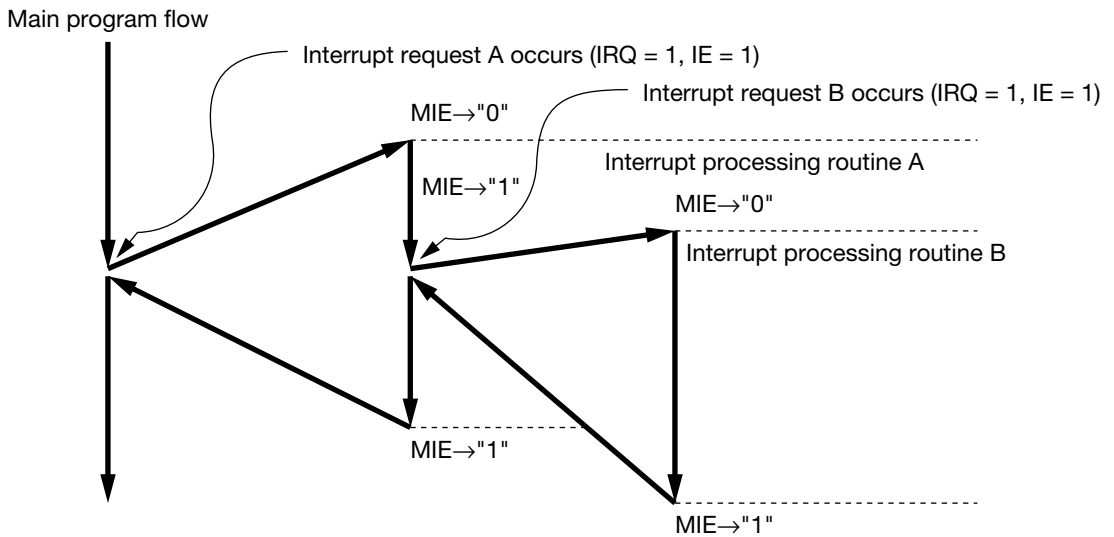 Main program flow
Interrupt request A occurs (IRQ = 1, IE = 1)
Interrupt request B occurs (IRQ = 1, IE = 1)
MIE→"0"
Interrupt processing routine A
MIE→"1"
MIE→"0"
Interrupt processing routine B
MIE→"1"
MIE→"1"